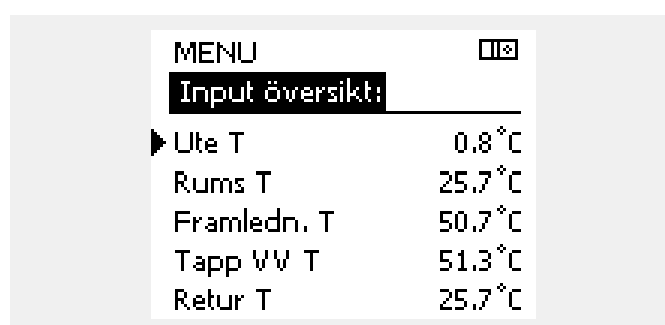 MENU
Input översikt:
Ute T 0.8°C
Rums T 25.7°C
Framledn. T 50.7°C
Tapp VV T 51.3°C
Retur T 25.7°C